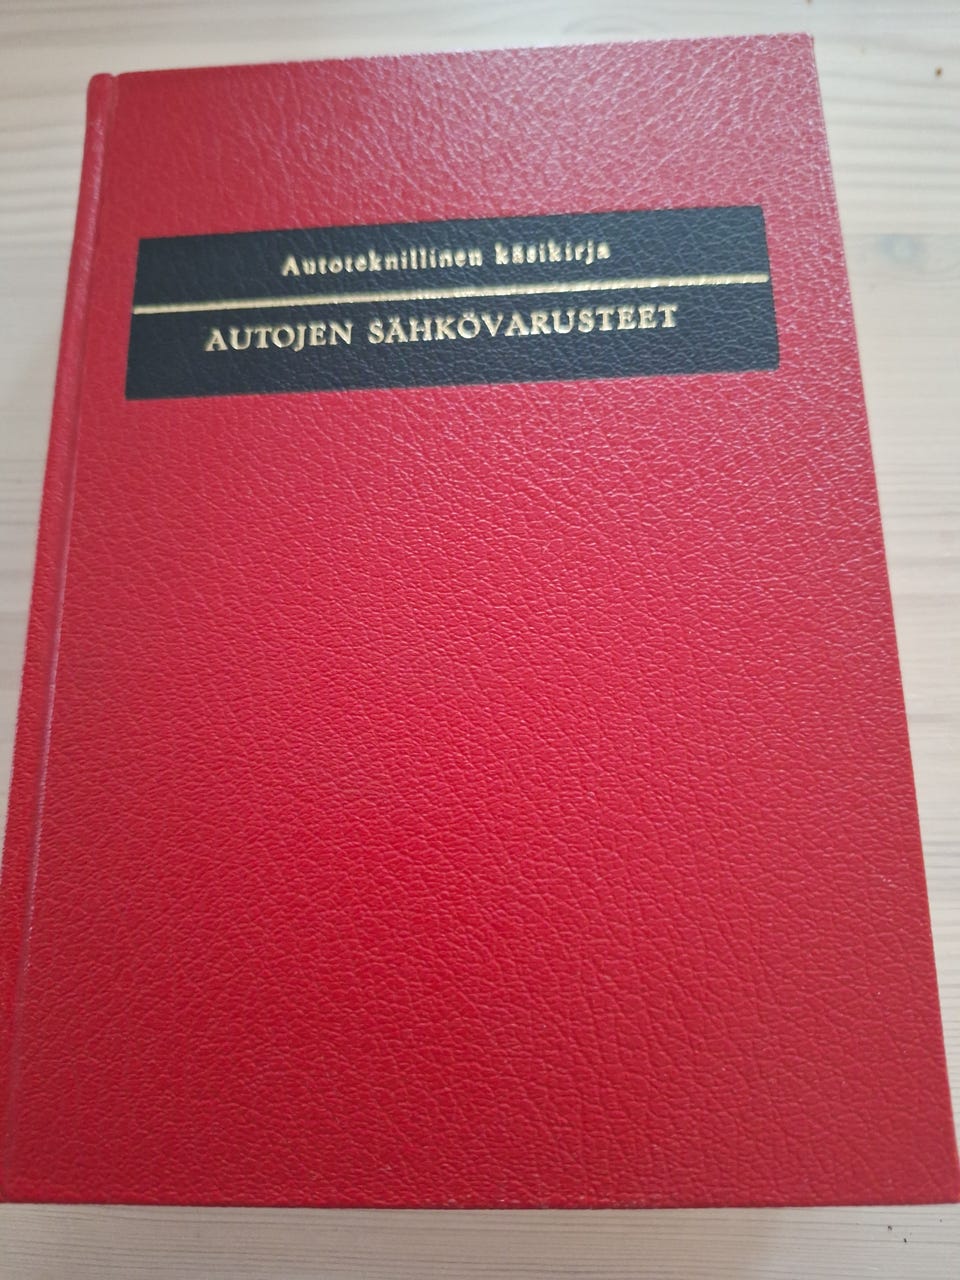 Autoteknillinen käsikirja
AUTOJEN SÄHKÖVARUSTEET